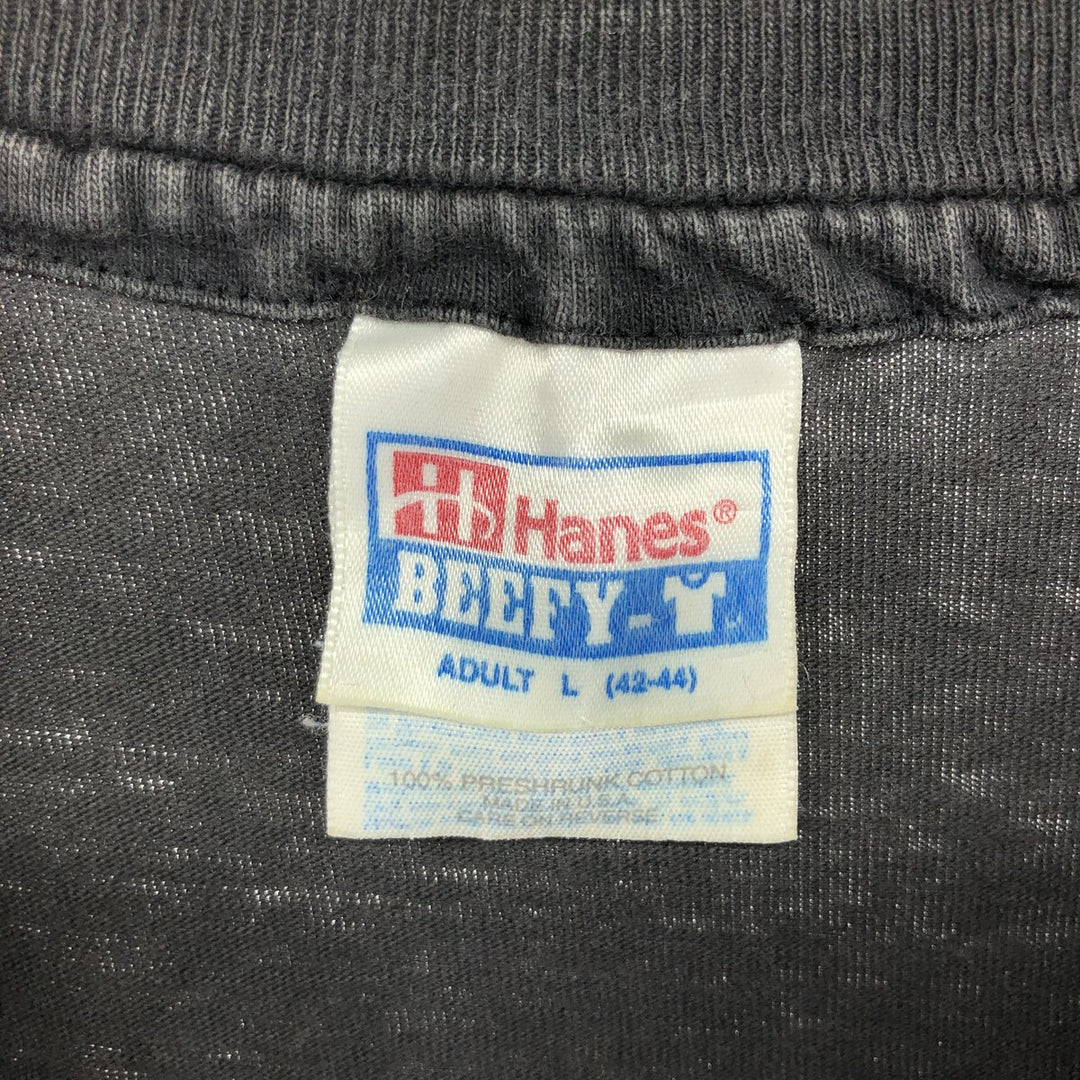 H Hanes®
BEEFY-T
ADULT L (42-44)
100% PRESHRUNK COTTON
MADE IN U.S.A.
CARE ON REVERSE